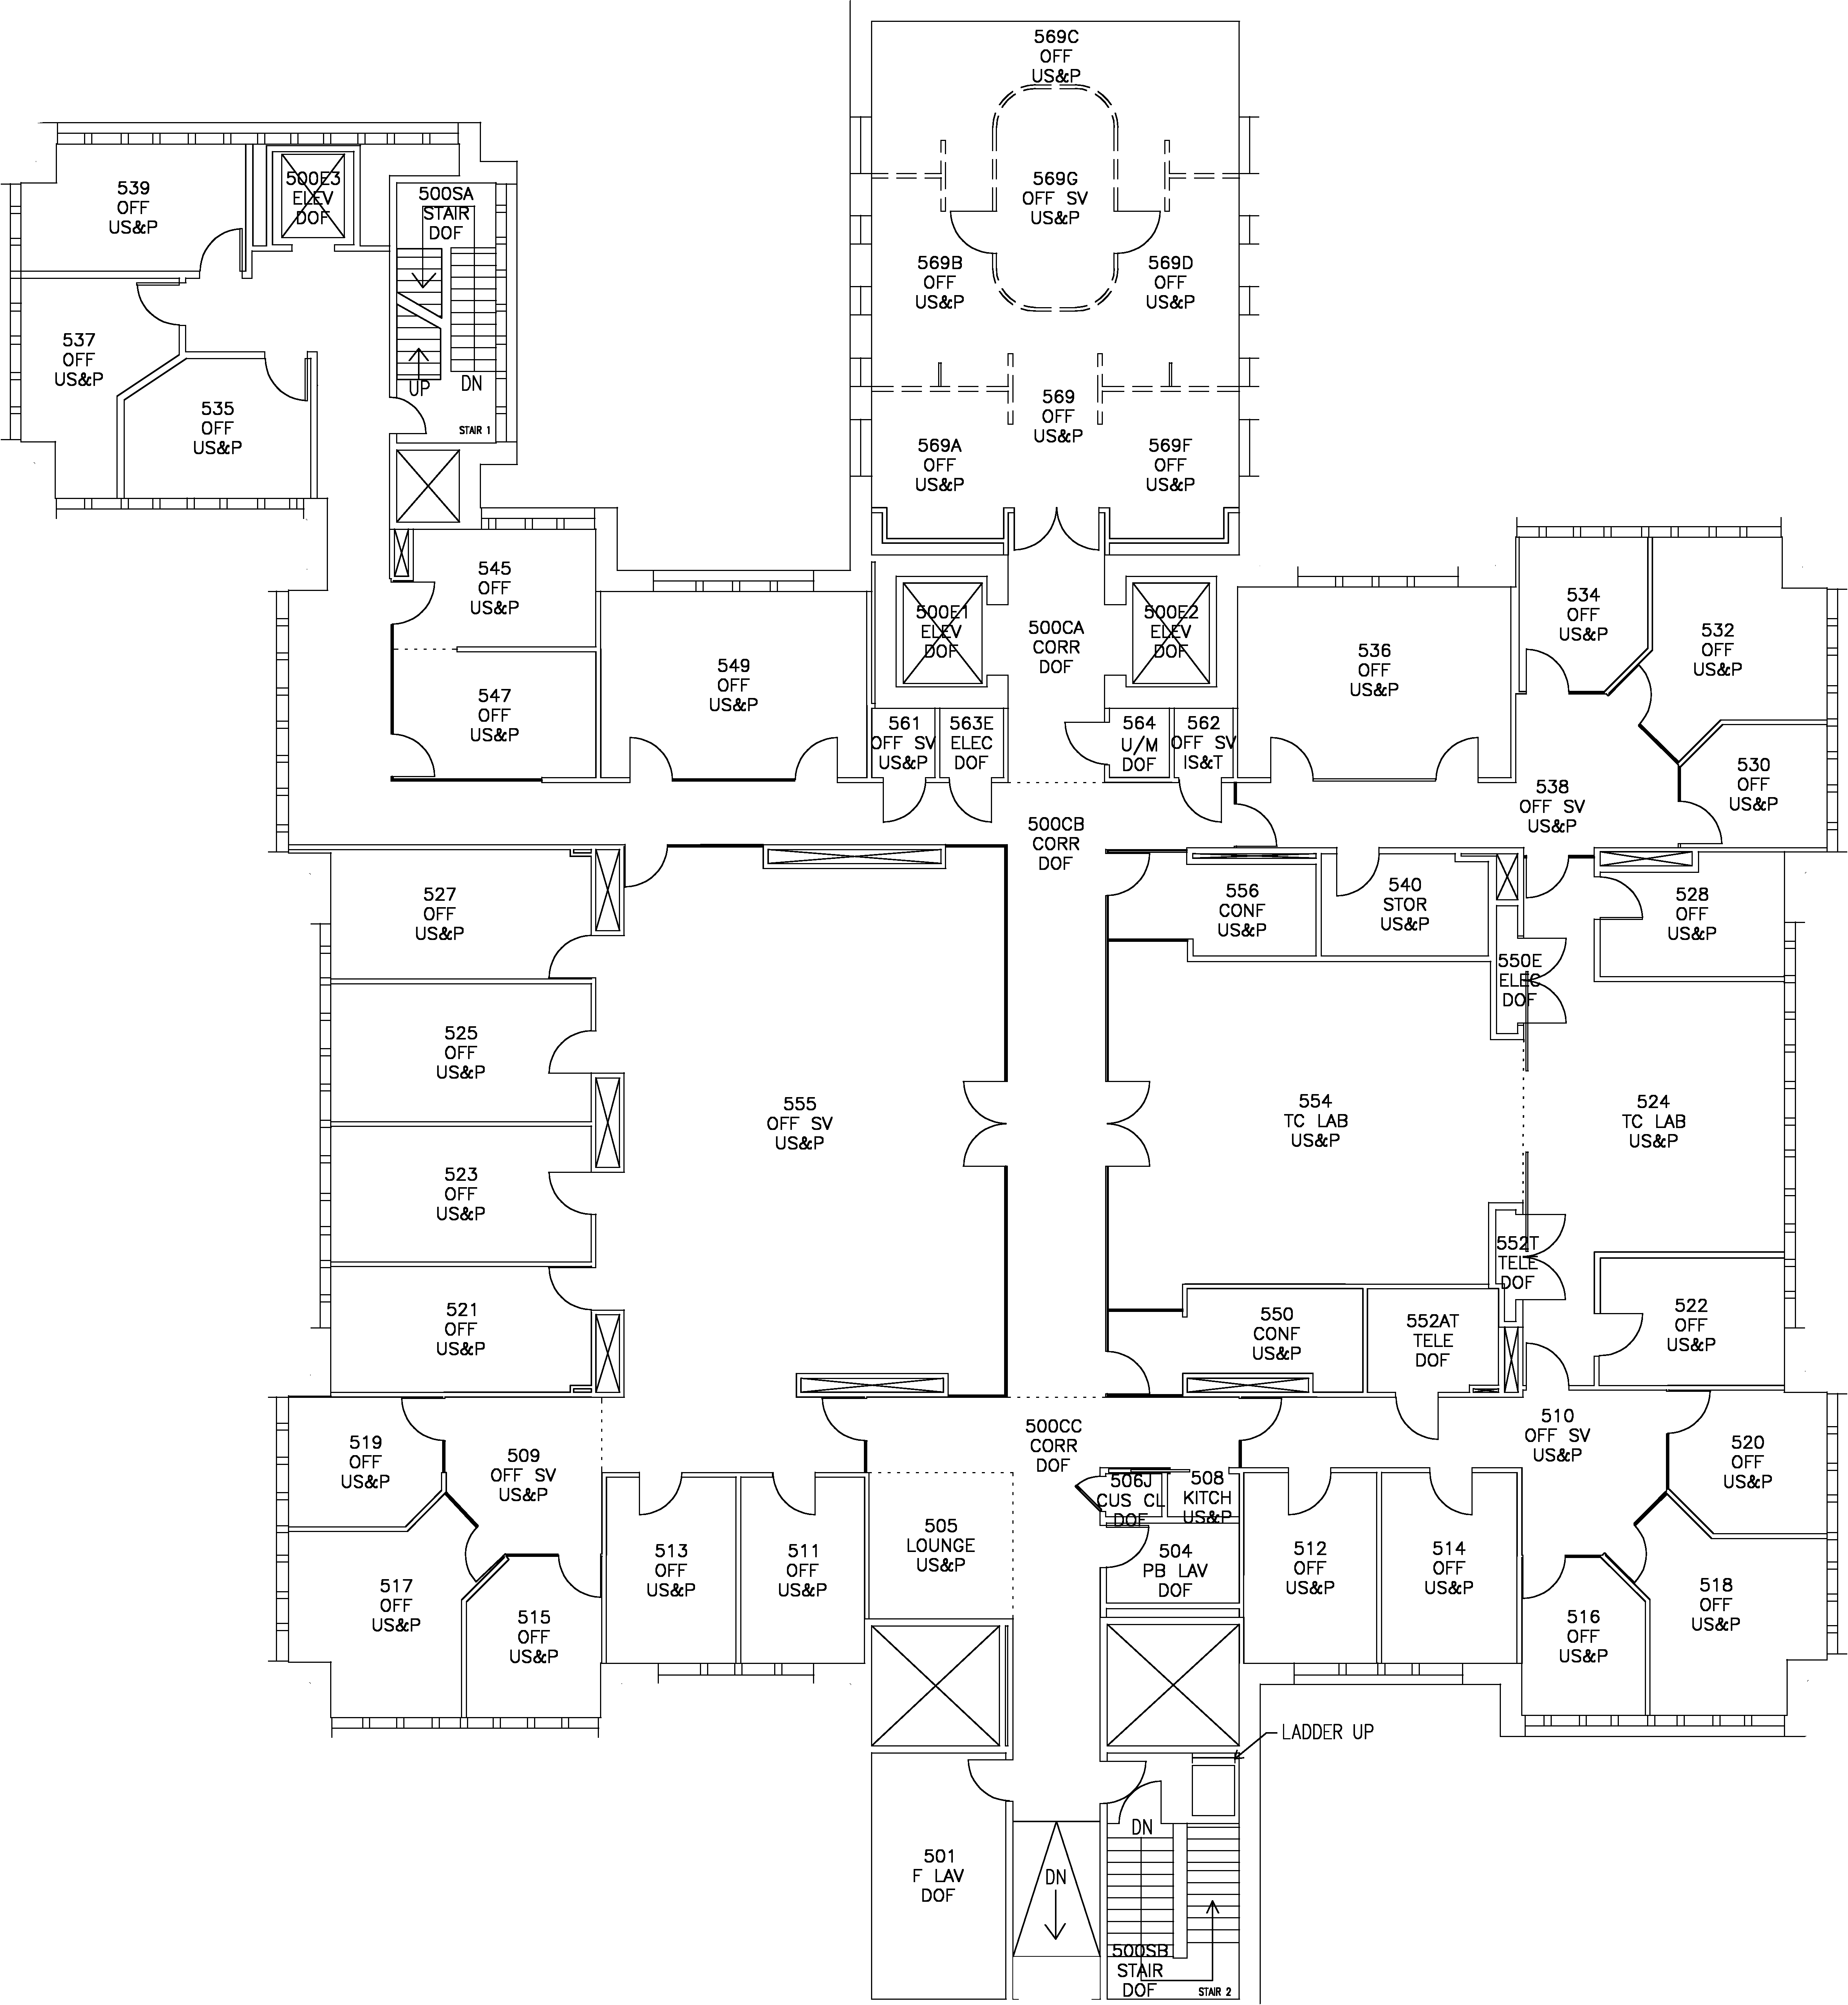 569C
OFF
US&P
539
OFF
US&P
500E3
ELEV
DOF
500SA
STAIR
DOF
569G
OFF SV
US&P
569B
OFF
US&P
569D
OFF
US&P
537
OFF
US&P
535
OFF
US&P
UP
DN
STAIR 1
569
OFF
US&P
569A
OFF
US&P
569F
OFF
US&P
545
OFF
US&P
547
OFF
US&P
549
OFF
US&P
500E1
ELEV
DOF
500CA
CORR
DOF
500E2
ELEV
DOF
536
OFF
US&P
534
OFF
US&P
532
OFF
US&P
561
OFF SV
US&P
563E
ELEC
DOF
564
U/M
DOF
562
OFF SV
IS&T
538
OFF SV
US&P
530
OFF
US&P
500CB
CORR
DOF
527
OFF
US&P
556
CONF
US&P
540
STOR
US&P
528
OFF
US&P
550E
ELEC
DOF
525
OFF
US&P
555
OFF SV
US&P
554
TC LAB
US&P
524
TC LAB
US&P
523
OFF
US&P
552T
TELE
DOF
521
OFF
US&P
550
CONF
US&P
552AT
TELE
DOF
522
OFF
US&P
519
OFF
US&P
509
OFF SV
US&P
500CC
CORR
DOF
510
OFF SV
US&P
520
OFF
US&P
506J
CUS CL
DOF
508
KITCH
US&P
505
LOUNGE
US&P
504
PB LAV
DOF
513
OFF
US&P
511
OFF
US&P
512
OFF
US&P
514
OFF
US&P
517
OFF
US&P
515
OFF
US&P
516
OFF
US&P
518
OFF
US&P
LADDER UP
501
F LAV
DOF
DN
DN
500SB
STAIR
DOF
STAIR 2